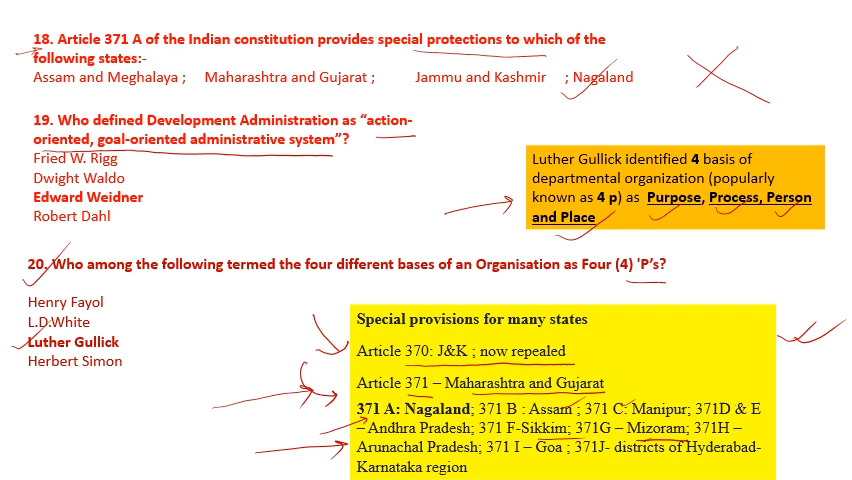 18. Article 371 A of the Indian constitution provides special protections to which of the
following states:-
Assam and Meghalaya ; Maharashtra and Gujarat ; Jammu and Kashmir ; Nagaland
19. Who defined Development Administration as “action-
oriented, goal-oriented administrative system”?
Fried W. Rigg
Dwight Waldo
Edward Weidner
Robert Dahl
Luther Gullick identified 4 basis of
departmental organization (popularly
known as 4 p) as Purpose, Process, Person
and Place
20. Who among the following termed the four different bases of an Organisation as Four (4) 'P’s?
Henry Fayol
L.D.White
Luther Gullick
Herbert Simon
Special provisions for many states
Article 370: J&K ; now repealed
Article 371 – Maharashtra and Gujarat
371 A: Nagaland; 371 B : Assam ; 371 C: Manipur; 371D & E
– Andhra Pradesh; 371 F-Sikkim; 371G – Mizoram; 371H –
Arunachal Pradesh; 371 I – Goa ; 371J- districts of Hyderabad-
Karnataka region